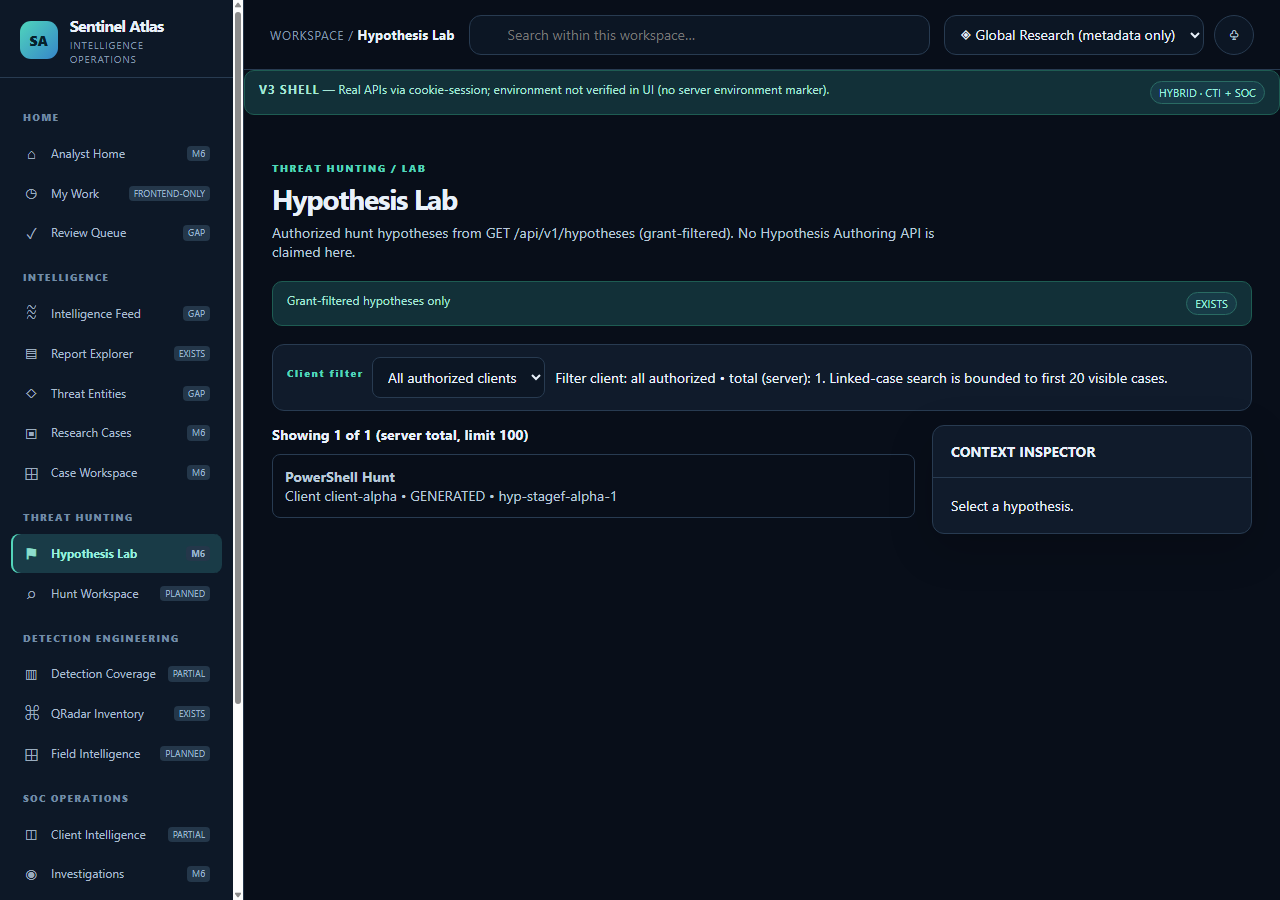 SA
Sentinel Atlas
INTELLIGENCE
OPERATIONS
HOME
Analyst Home M6
My Work FRONTEND-ONLY
Review Queue GAP
INTELLIGENCE
Intelligence Feed GAP
Report Explorer EXISTS
Threat Entities GAP
Research Cases M6
Case Workspace M6
THREAT HUNTING
Hypothesis Lab M6
Hunt Workspace PLANNED
DETECTION ENGINEERING
Detection Coverage PARTIAL
QRadar Inventory EXISTS
Field Intelligence PLANNED
SOC OPERATIONS
Client Intelligence PARTIAL
Investigations M6
WORKSPACE / Hypothesis Lab
Search within this workspace...
◈ Global Research (metadata only)
V3 SHELL — Real APIs via cookie-session; environment not verified in UI (no server environment marker).
HYBRID · CTI + SOC
THREAT HUNTING / LAB
Hypothesis Lab
Authorized hunt hypotheses from GET /api/v1/hypotheses (grant-filtered). No Hypothesis Authoring API is
claimed here.
Grant-filtered hypotheses only
EXISTS
Client filter
All authorized clients
Filter client: all authorized • total (server): 1. Linked-case search is bounded to first 20 visible cases.
Showing 1 of 1 (server total, limit 100)
PowerShell Hunt
Client client-alpha • GENERATED • hyp-stagef-alpha-1
CONTEXT INSPECTOR
Select a hypothesis.